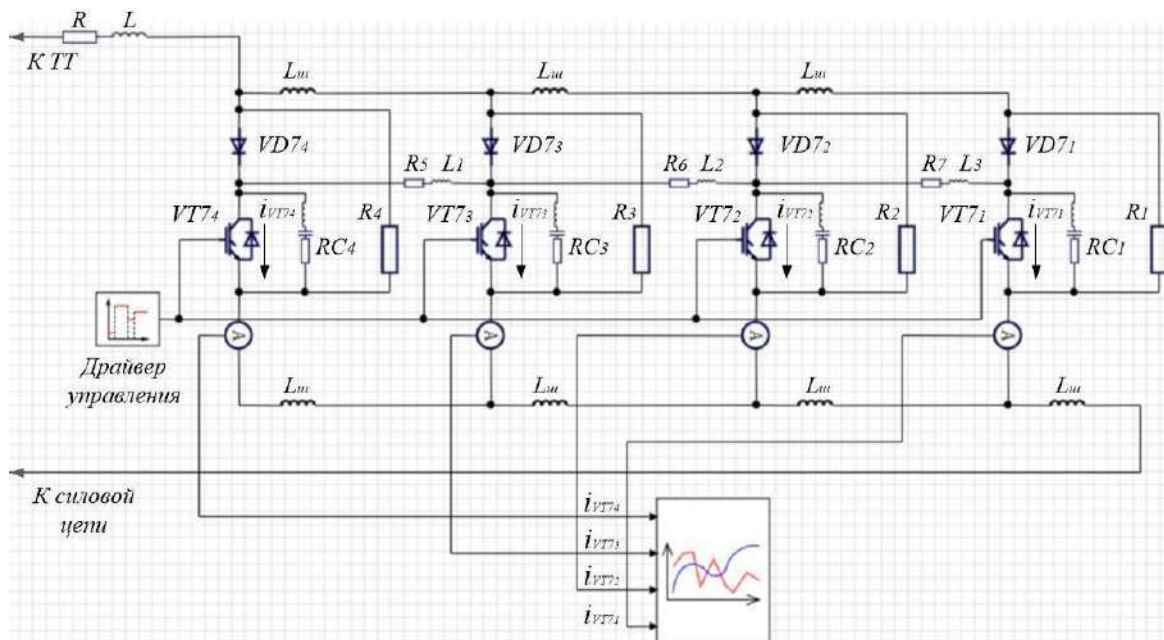 R L
К ТТ
Lш Lш Lш
VD74 VD73 VD72 VD71
R5 L1 R6 L2 R7 L3
VT74 iVT74 R4 VT73 iVT73 R3 VT72 iVT72 R2 VT71 iVT71 R1
RC4 RC3 RC2 RC1
A A A A
Драйвер
управления
Lш Lш Lш Lш
К силовой
цепи
iVT74
iVT73
iVT72
iVT71